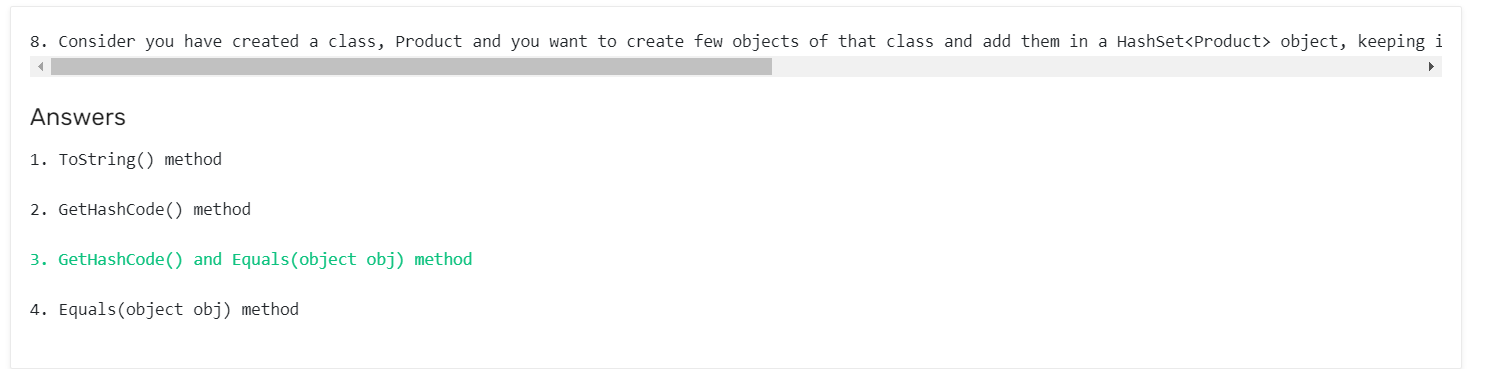 8. Consider you have created a class, Product and you want to create few objects of that class and add them in a HashSet<Product> object, keeping i
Answers
1. ToString() method
2. GetHashCode() method
3. GetHashCode() and Equals(object obj) method
4. Equals(object obj) method